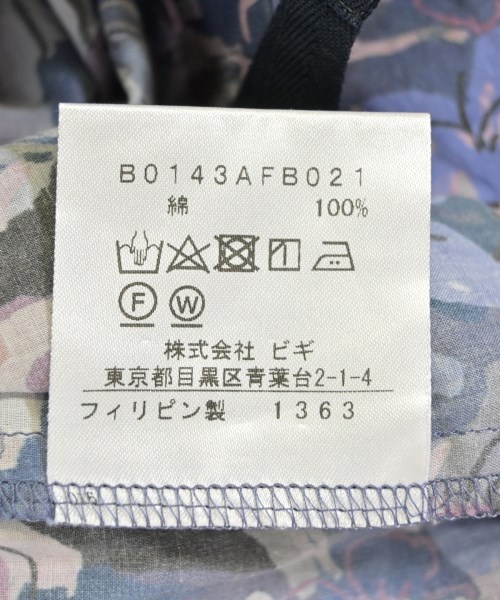 B0143AFB021
綿 100%
F W
株式会社 ビギ
東京都目黒区青葉台2-1-4
フィリピン製 1363